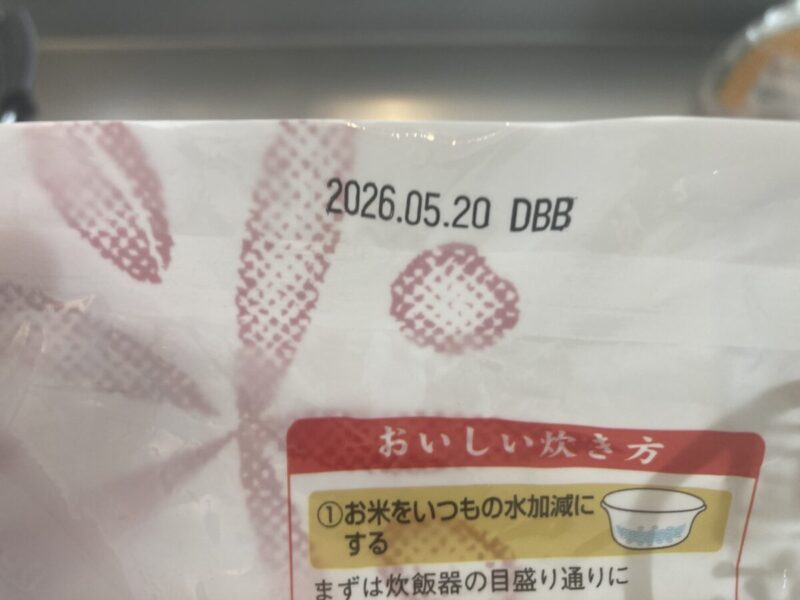 2026.05.20 DBB
おいしい炊き方
①お米をいつもの水加減に
する
まずは炊飯器の目盛り通りに